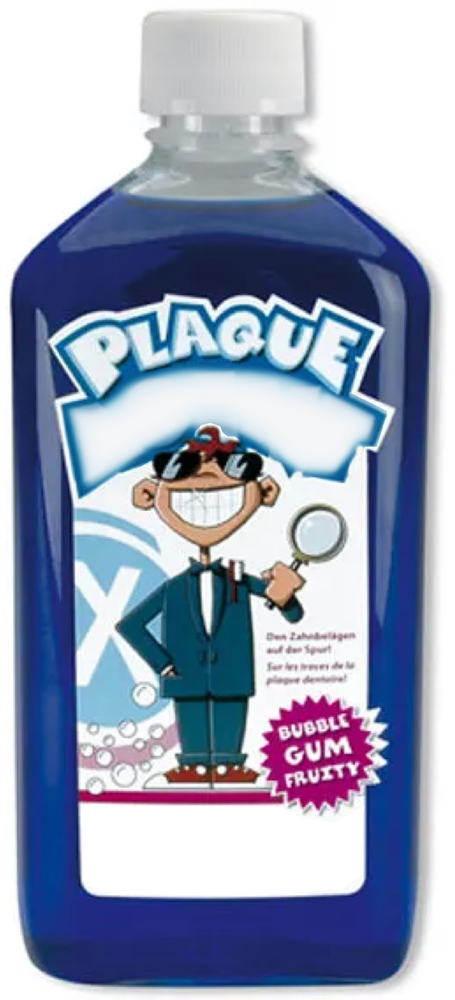 PLAQUE
X
Den Zahnbelägen
auf der Spur!
Sur les traces de la
plaque dentaire!
BUBBLE
GUM
FRUITY